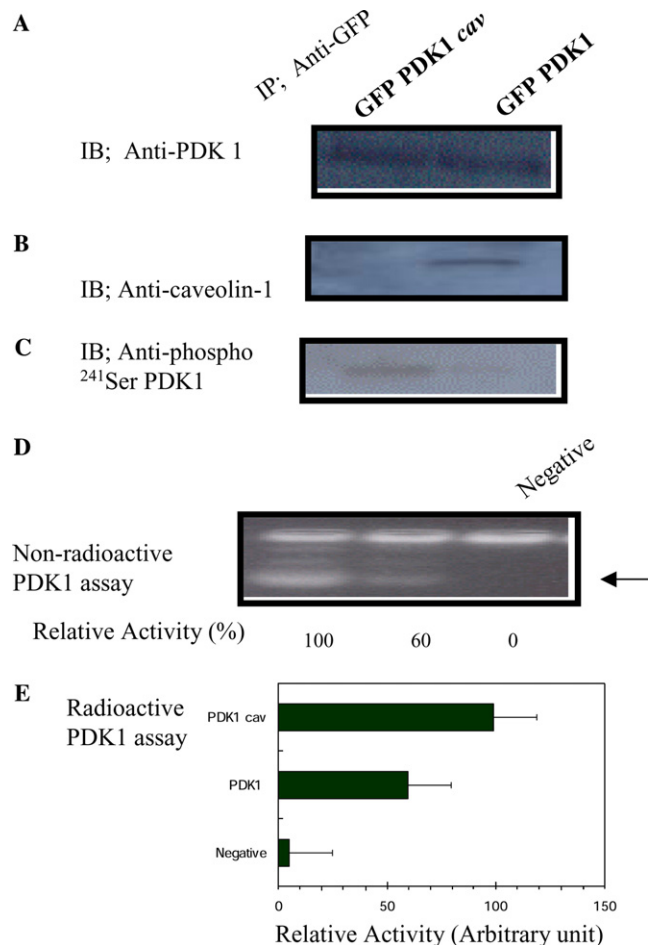 A
IP; Anti-GFP
GFP PDK1 cav
GFP PDK1
IB; Anti-PDK 1
B
IB; Anti-caveolin-1
C
IB; Anti-phospho
241Ser PDK1
D
Negative
Non-radioactive
PDK1 assay
Relative Activity (%)
100 60 0
E
Radioactive
PDK1 assay
PDK1 cav
PDK1
Negative
0 50 100 150
Relative Activity (Arbitrary unit)